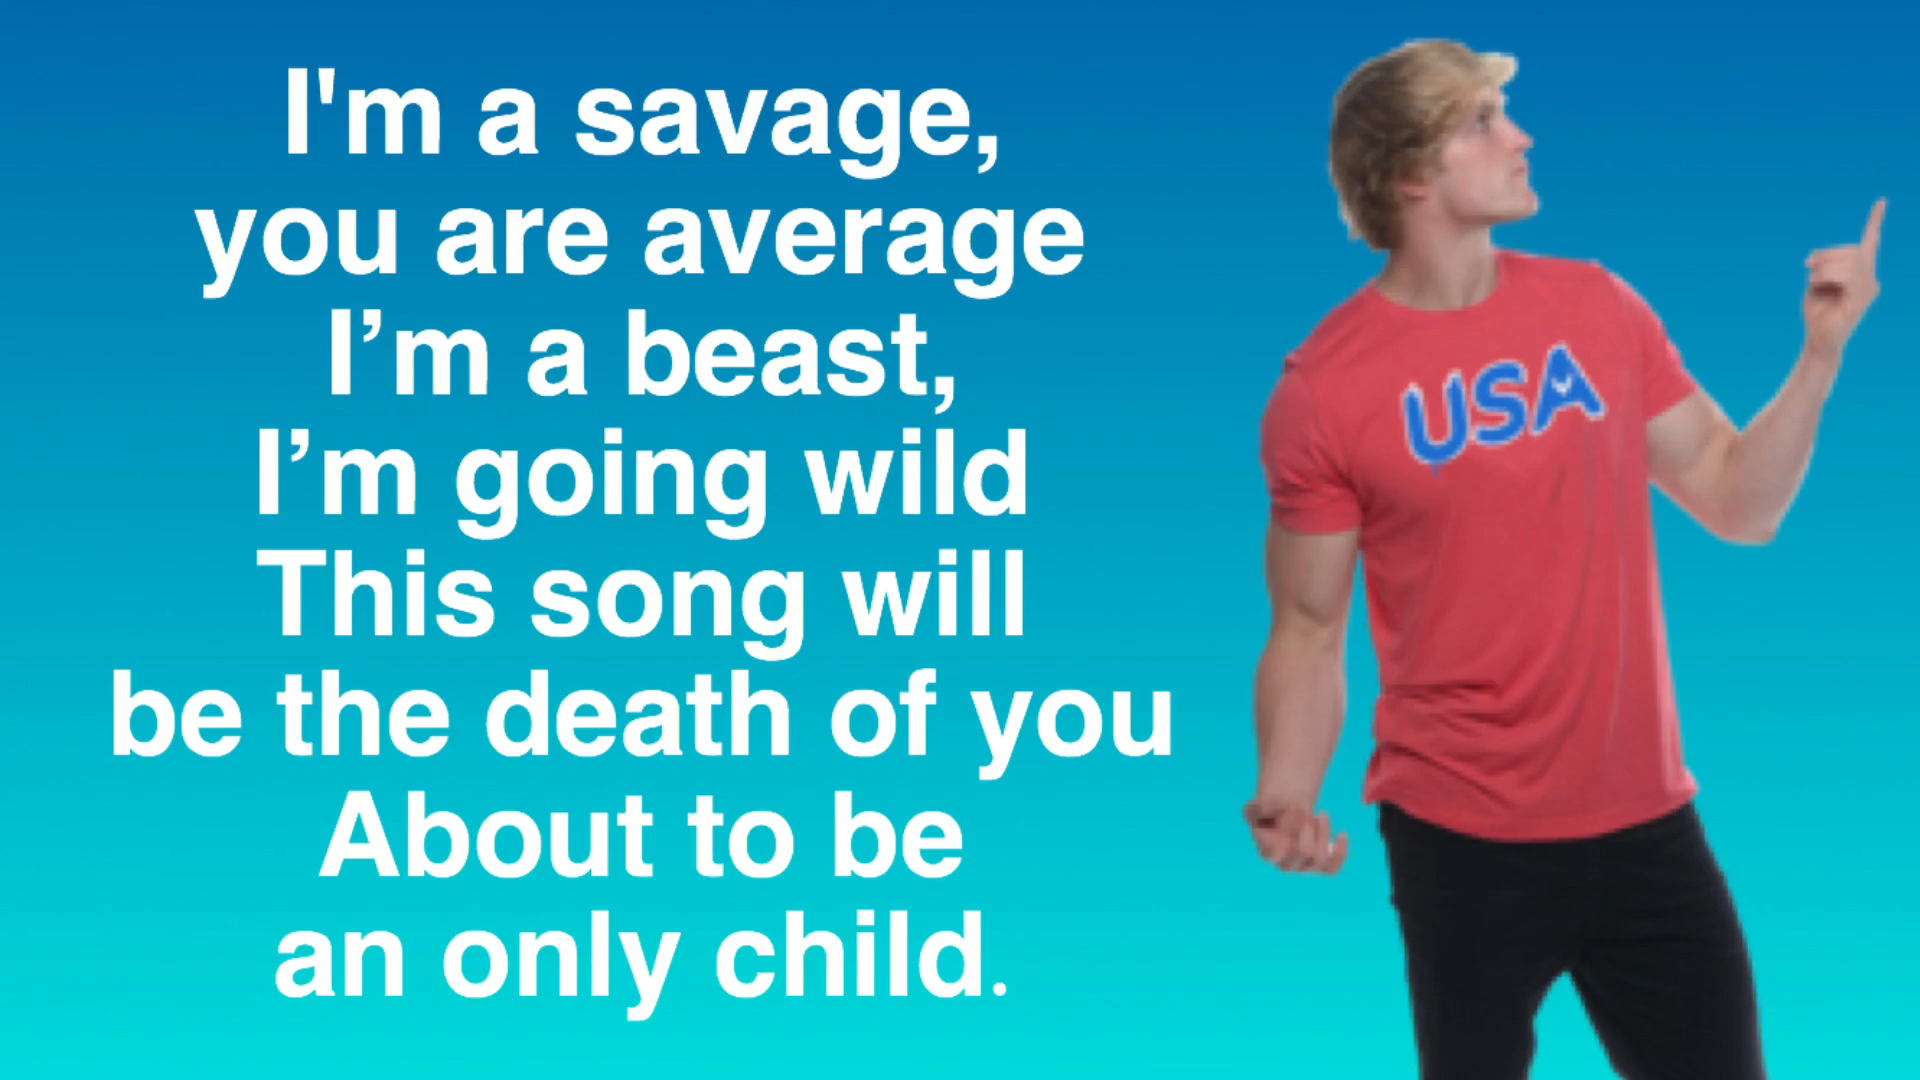 I'm a savage,
you are average
I’m a beast,
I’m going wild
This song will
be the death of you
About to be
an only child.
USA